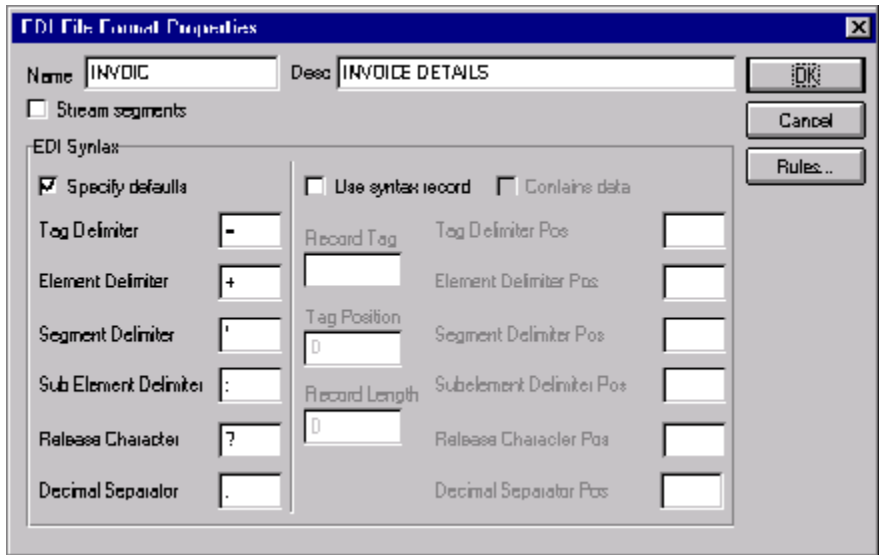 EDI File Format Properties
Name INVOIC Desc INVOICE DETAILS OK
Stream segments Cancel
EDI Syntax
Rules...
Specify defaults Use syntax record Contains data
Tag Delimiter = Record Tag Tag Delimiter Pos
Element Delimiter + Element Delimiter Pos
Tag Position
Segment Delimiter ' 0 Segment Delimiter Pos
Sub Element Delimiter : Record Length Subelement Delimiter Pos
0
Release Character ? Release Character Pos
Decimal Separator . Decimal Separator Pos